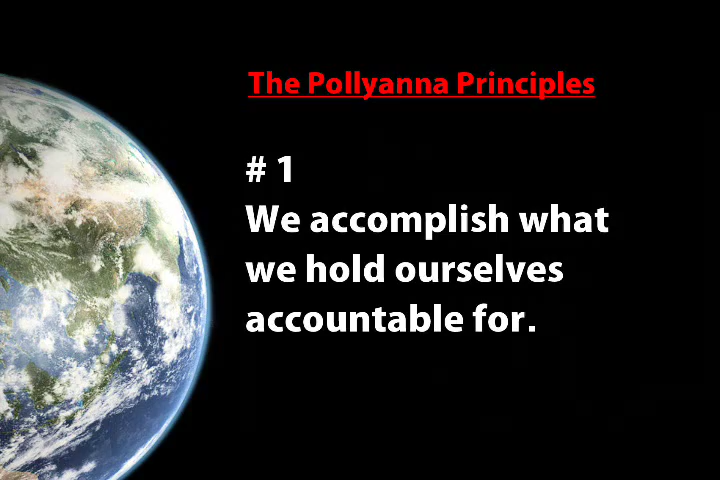 The Pollyanna Principles
# 1
We accomplish what
we hold ourselves
accountable for.